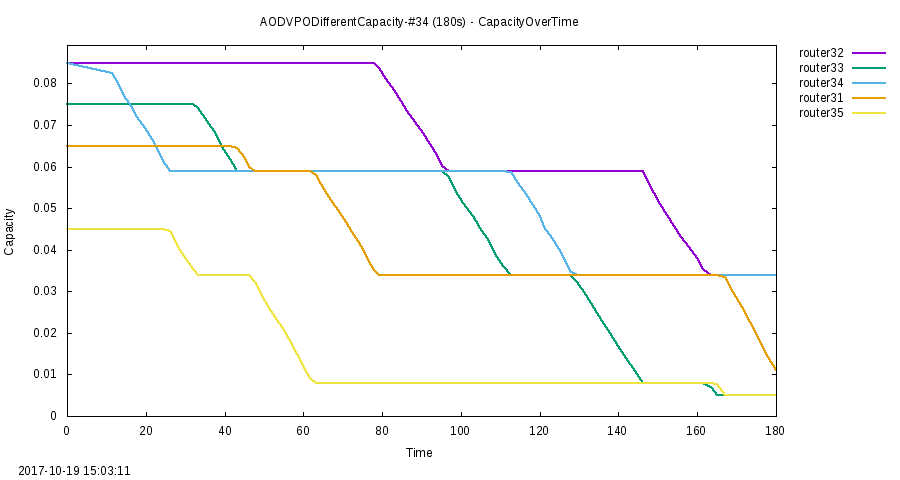 AODVPODifferentCapacity-#34 (180s) - CapacityOverTime
router32
router33
router34
router31
router35
0.08
0.07
0.06
0.05
0.04
0.03
0.02
0.01
0
Capacity
0 20 40 60 80 100 120 140 160 180
Time
2017-10-19 15:03:11